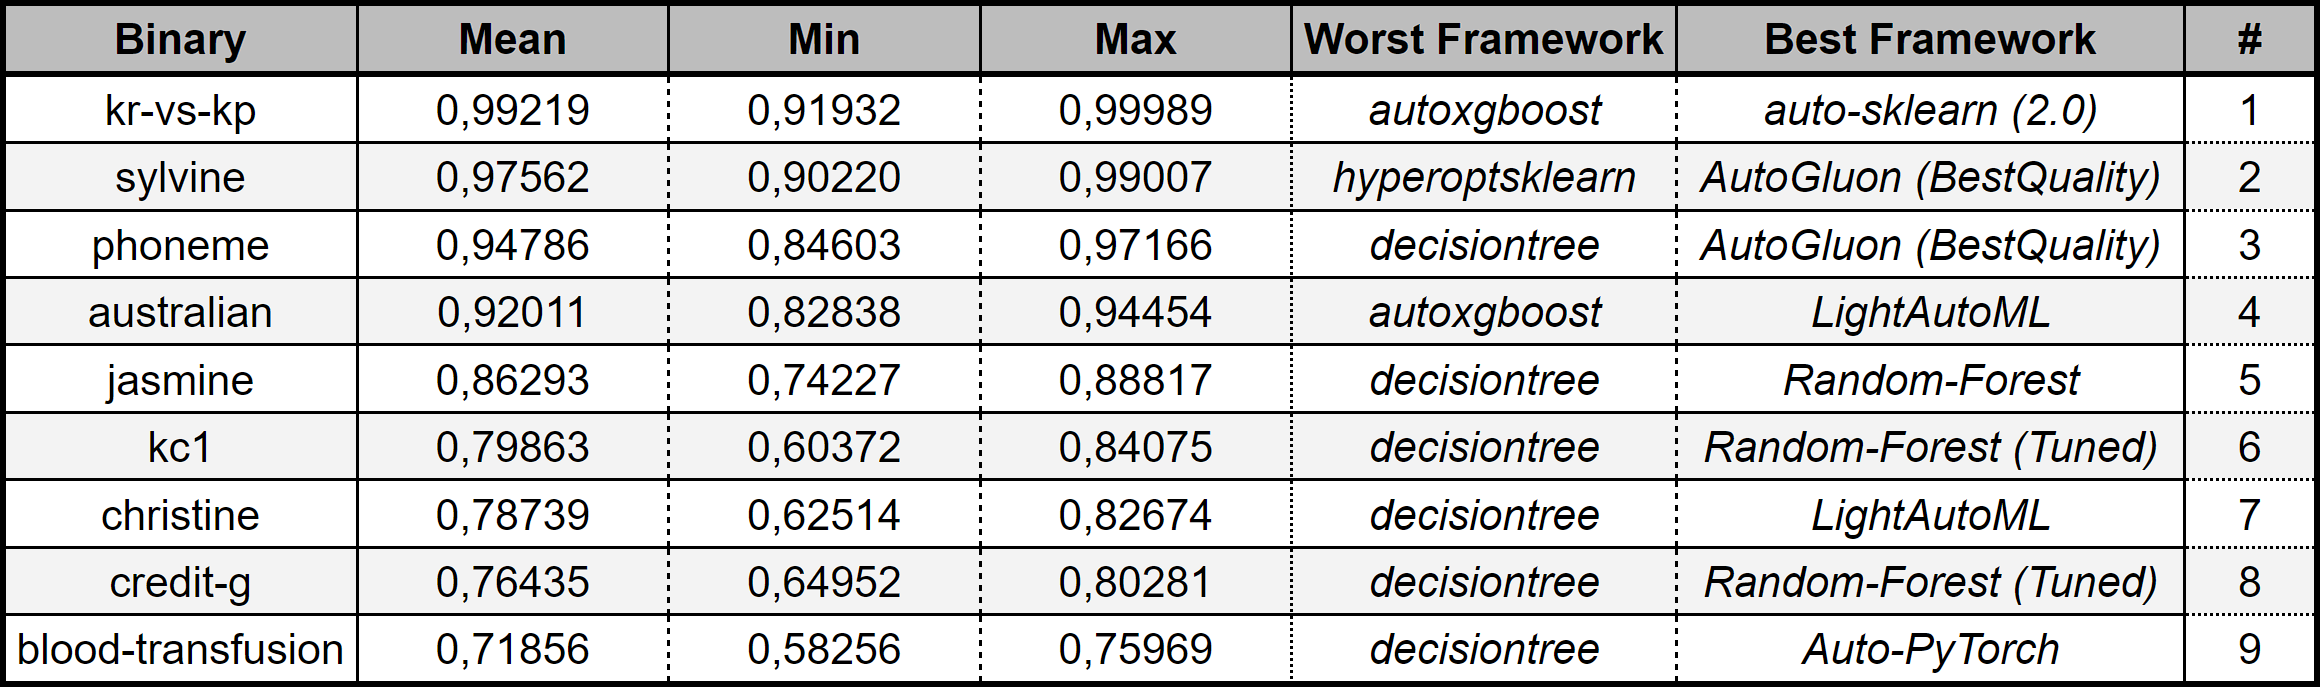 Binary Mean Min Max Worst Framework Best Framework #
kr-vs-kp 0,99219 0,91932 0,99989 autoxgboost auto-sklearn (2.0) 1
sylvine 0,97562 0,90220 0,99007 hyperoptsklearn AutoGluon (BestQuality) 2
phoneme 0,94786 0,84603 0,97166 decisiontree AutoGluon (BestQuality) 3
australian 0,92011 0,82838 0,94454 autoxgboost LightAutoML 4
jasmine 0,86293 0,74227 0,88817 decisiontree Random-Forest 5
kc1 0,79863 0,60372 0,84075 decisiontree Random-Forest (Tuned) 6
christine 0,78739 0,62514 0,82674 decisiontree LightAutoML 7
credit-g 0,76435 0,64952 0,80281 decisiontree Random-Forest (Tuned) 8
blood-transfusion 0,71856 0,58256 0,75969 decisiontree Auto-PyTorch 9